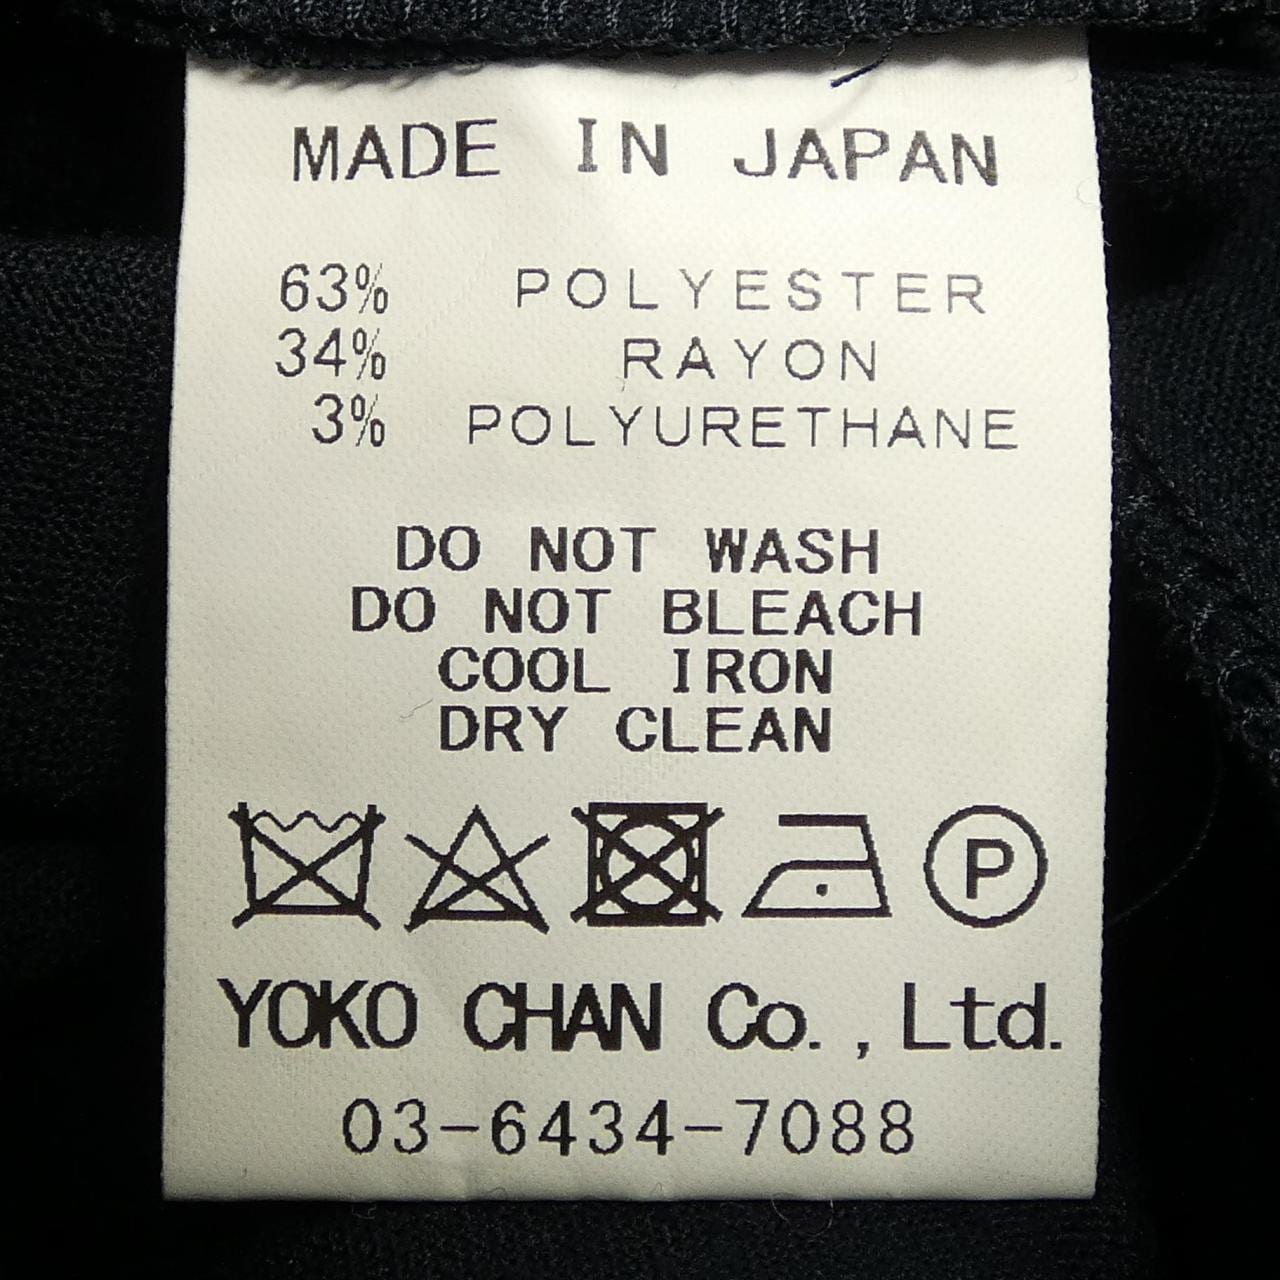 MADE IN JAPAN
63% POLYESTER
34% RAYON
3% POLYURETHANE
DO NOT WASH
DO NOT BLEACH
COOL IRON
DRY CLEAN
P
YOKO CHAN Co., Ltd.
03-6434-7088